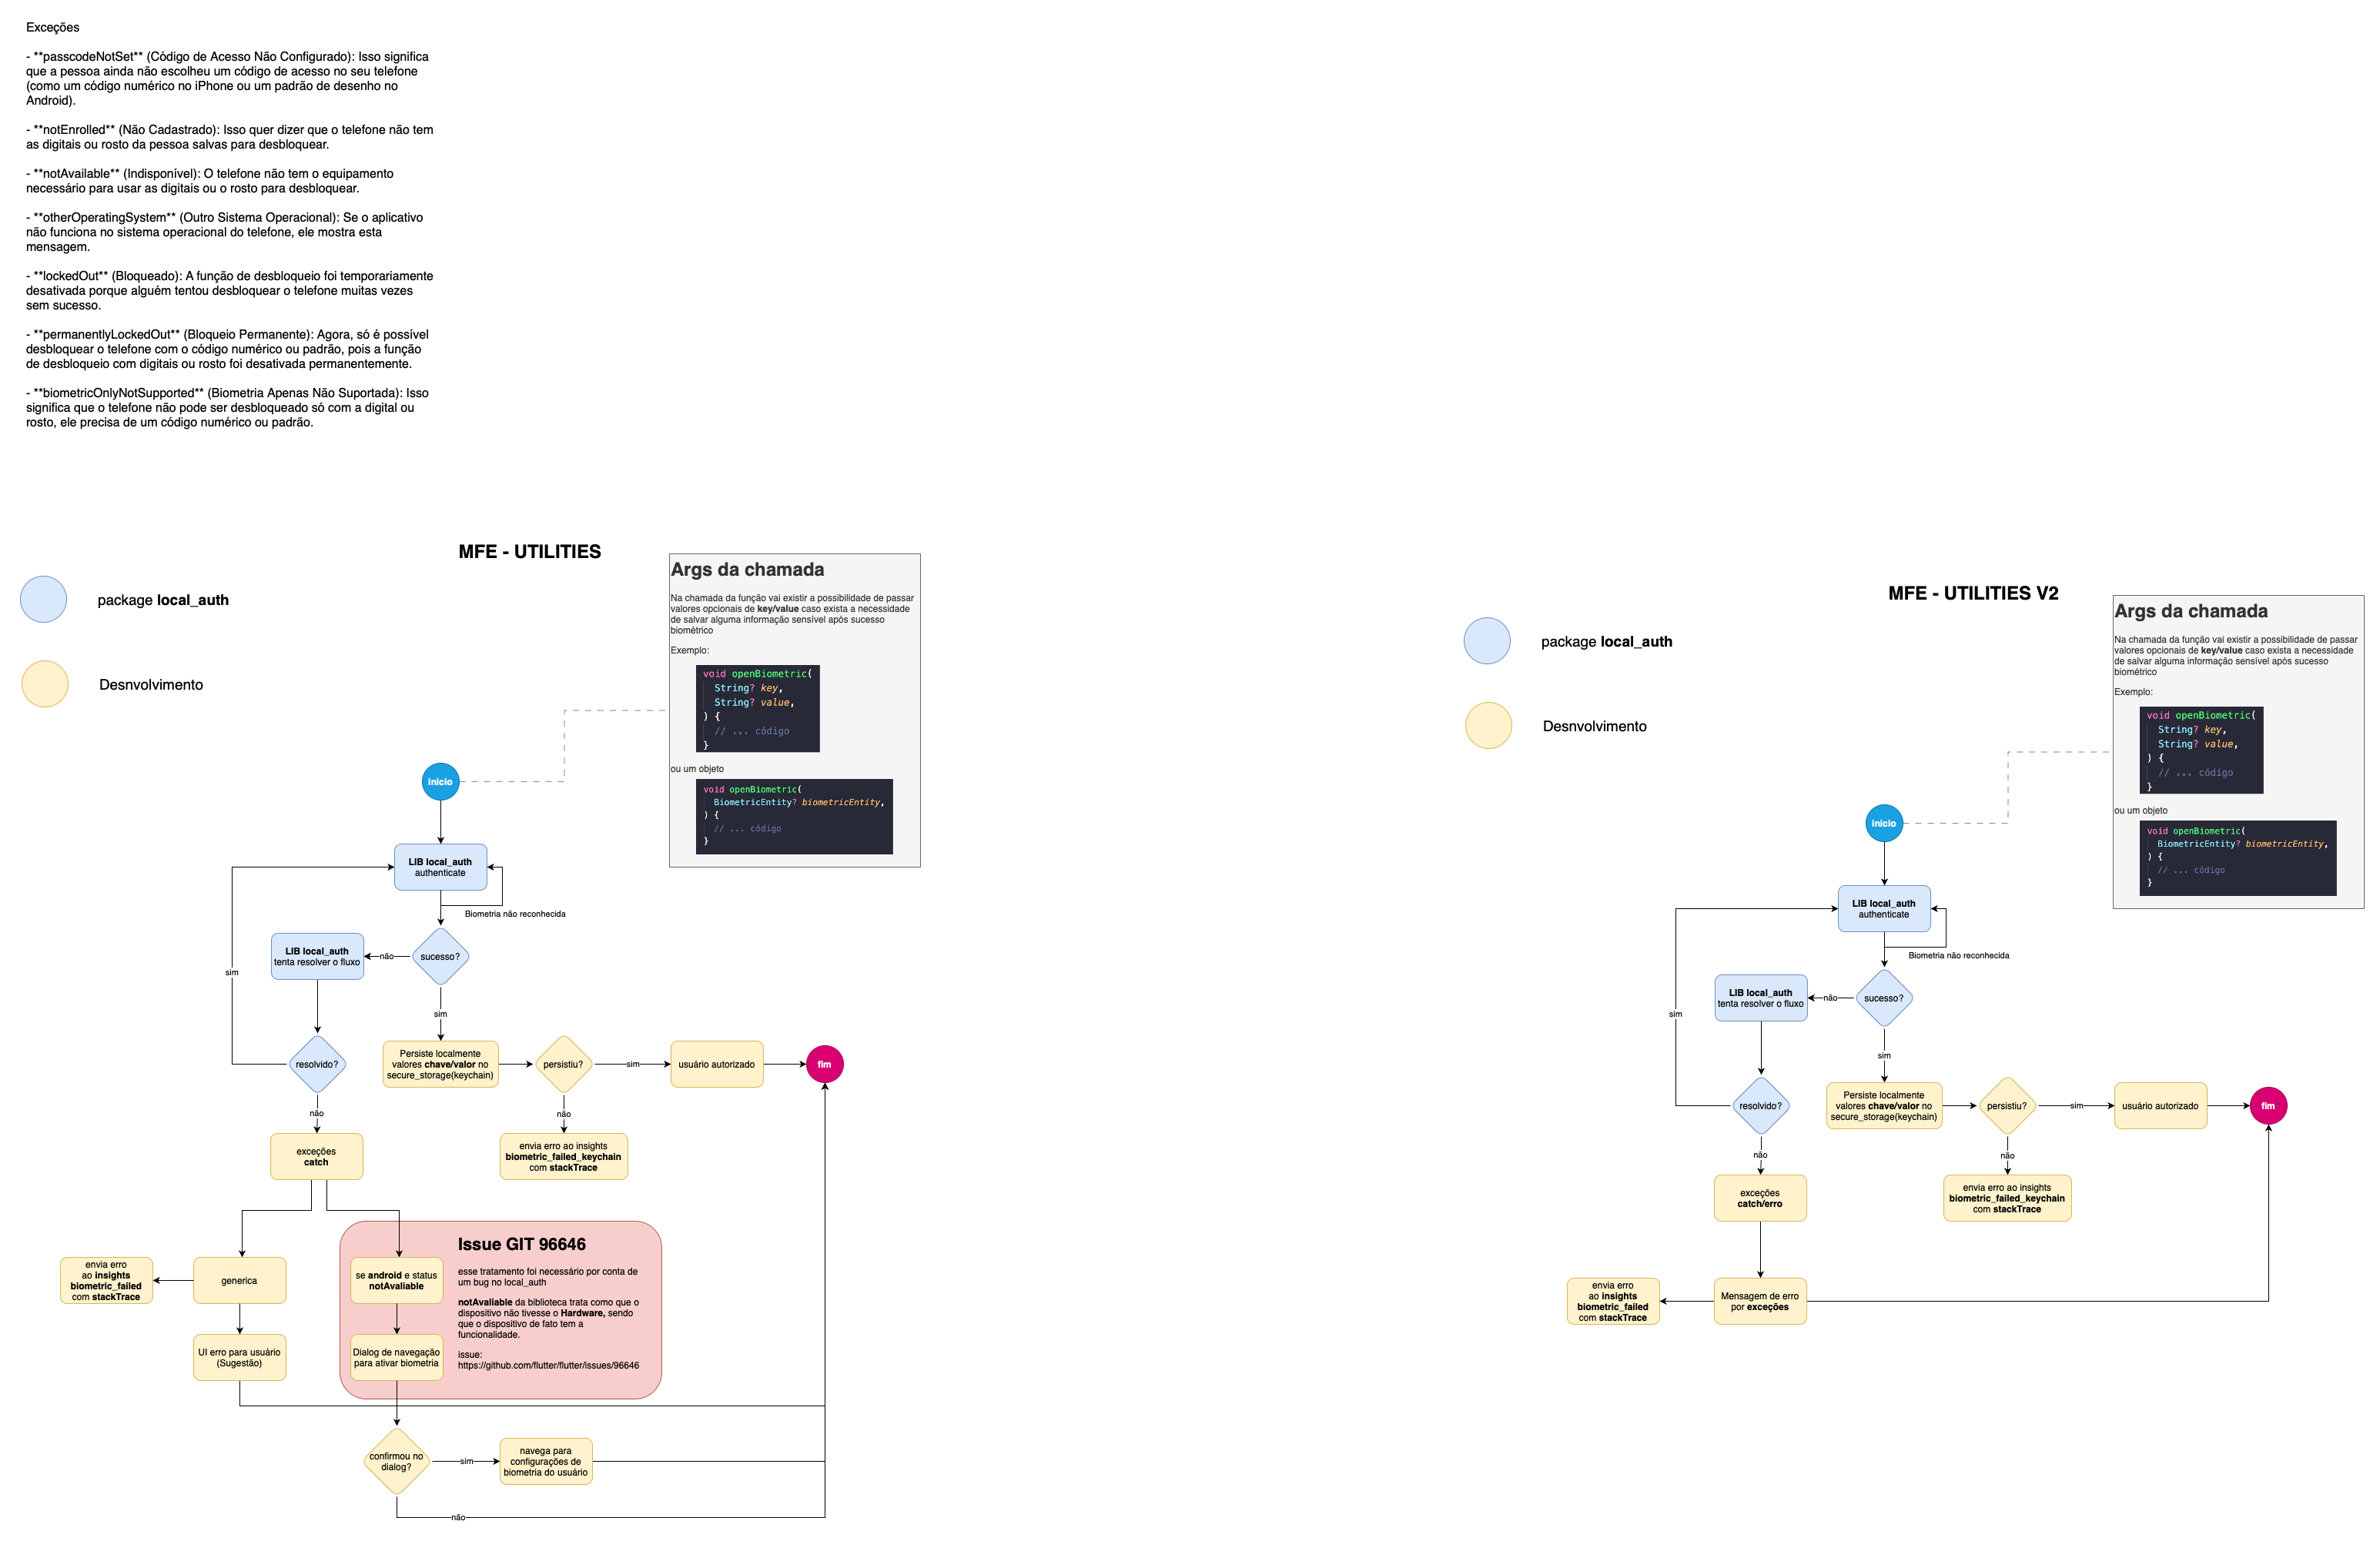 Exceções
- **passcodeNotSet** (Código de Acesso Não Configurado): Isso significa
que a pessoa ainda não escolheu um código de acesso no seu telefone
(como um código numérico no iPhone ou um padrão de desenho no
Android).
- **notEnrolled** (Não Cadastrado): Isso quer dizer que o telefone não tem
as digitais ou rosto da pessoa salvas para desbloquear.
- **notAvailable** (Indisponível): O telefone não tem o equipamento
necessário para usar as digitais ou o rosto para desbloquear.
- **otherOperatingSystem** (Outro Sistema Operacional): Se o aplicativo
não funciona no sistema operacional do telefone, ele mostra esta
mensagem.
- **lockedOut** (Bloqueado): A função de desbloqueio foi temporariamente
desativada porque alguém tentou desbloquear o telefone muitas vezes
sem sucesso.
- **permanentlyLockedOut** (Bloqueio Permanente): Agora, só é possível
desbloquear o telefone com o código numérico ou padrão, pois a função
de desbloqueio com digitais ou rosto foi desativada permanentemente.
- **biometricOnlyNotSupported** (Biometria Apenas Não Suportada): Isso
significa que o telefone não pode ser desbloqueado só com a digital ou
rosto, ele precisa de um código numérico ou padrão.
MFE - UTILITIES
package local_auth
Desnvolvimento
Args da chamada
Na chamada da função vai existir a possibilidade de passar
valores opcionais de key/value caso exista a necessidade
de salvar alguma informação sensível após sucesso
biométrico
Exemplo:
void openBiometric(
String? key,
String? value,
) {
// ... código
}
ou um objeto
void openBiometric(
BiometricEntity? biometricEntity,
) {
// ... código
}
inicio
LIB local_auth
authenticate
Biometria não reconhecida
sucesso?
não
LIB local_auth
tenta resolver o fluxo
sim
sim
resolvido?
Persiste localmente
valores chave/valor no
secure_storage(keychain)
persistiu?
sim
usuário autorizado
fim
não
não
exceções
catch
envia erro ao insights
biometric_failed_keychain
com stackTrace
envia erro
ao insights
biometric_failed
com stackTrace
generica
UI erro para usuário
(Sugestão)
se android e status
notAvaliable
Dialog de navegação
para ativar biometria
Issue GIT 96646
esse tratamento foi necessário por conta de
um bug no local_auth
notAvaliable da biblioteca trata como que o
dispositivo não tivesse o Hardware, sendo
que o dispositivo de fato tem a
funcionalidade.
issue:
https://github.com/flutter/flutter/issues/96646
confirmou no
dialog?
sim
navega para
configurações de
biometria do usuário
não
MFE - UTILITIES V2
package local_auth
Desnvolvimento
Args da chamada
Na chamada da função vai existir a possibilidade de passar
valores opcionais de key/value caso exista a necessidade
de salvar alguma informação sensível após sucesso
biométrico
Exemplo:
void openBiometric(
String? key,
String? value,
) {
// ... código
}
ou um objeto
void openBiometric(
BiometricEntity? biometricEntity,
) {
// ... código
}
inicio
LIB local_auth
authenticate
Biometria não reconhecida
sucesso?
não
LIB local_auth
tenta resolver o fluxo
sim
sim
resolvido?
Persiste localmente
valores chave/valor no
secure_storage(keychain)
persistiu?
sim
usuário autorizado
fim
não
não
exceções
catch/erro
envia erro ao insights
biometric_failed_keychain
com stackTrace
envia erro
ao insights
biometric_failed
com stackTrace
Mensagem de erro
por exceções